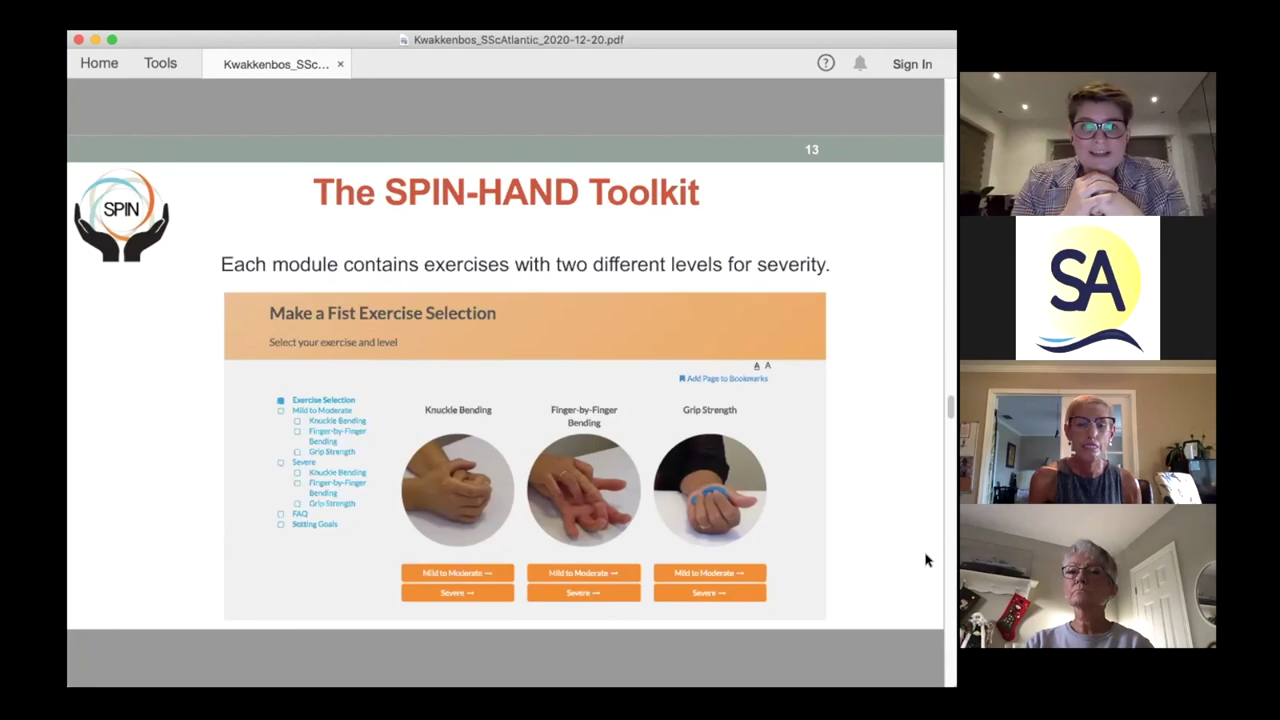 Kwakkenbos_SScAtlantic_2020-12-20.pdf
Home Tools Kwakkenbos_SSc... × ? Sign In
13
SPIN
The SPIN-HAND Toolkit
Each module contains exercises with two different levels for severity.
Make a Fist Exercise Selection
Select your exercise and level
A A
Add Page to Bookmarks
Exercise Selection
Mild to Moderate
Knuckle Bending
Finger-by-Finger
Bending
Grip Strength
Severe
Knuckle Bending
Finger-by-Finger
Bending
Grip Strength
FAQ
Setting Goals
Knuckle Bending
Finger-by-Finger
Bending
Grip Strength
Mild to Moderate Mild to Moderate Mild to Moderate
Severe Severe Severe
SA